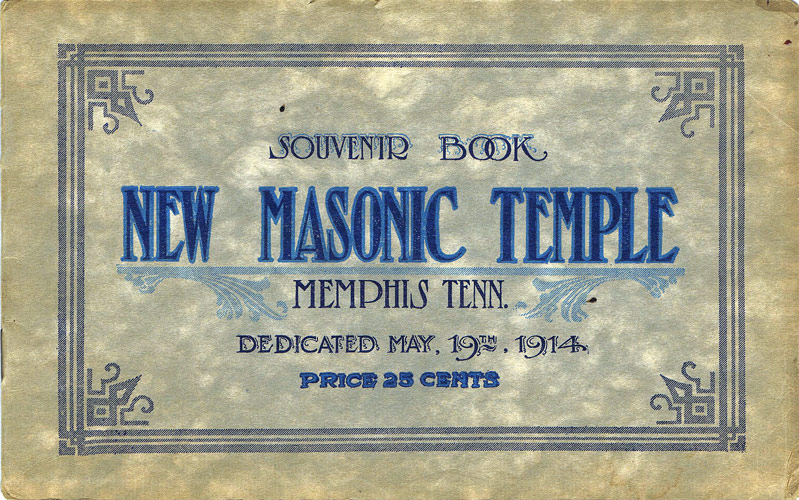 SOUVENIR BOOK
NEW MASONIC TEMPLE
MEMPHIS TENN.
DEDICATED MAY, 19TH, 1914.
PRICE 25 CENTS